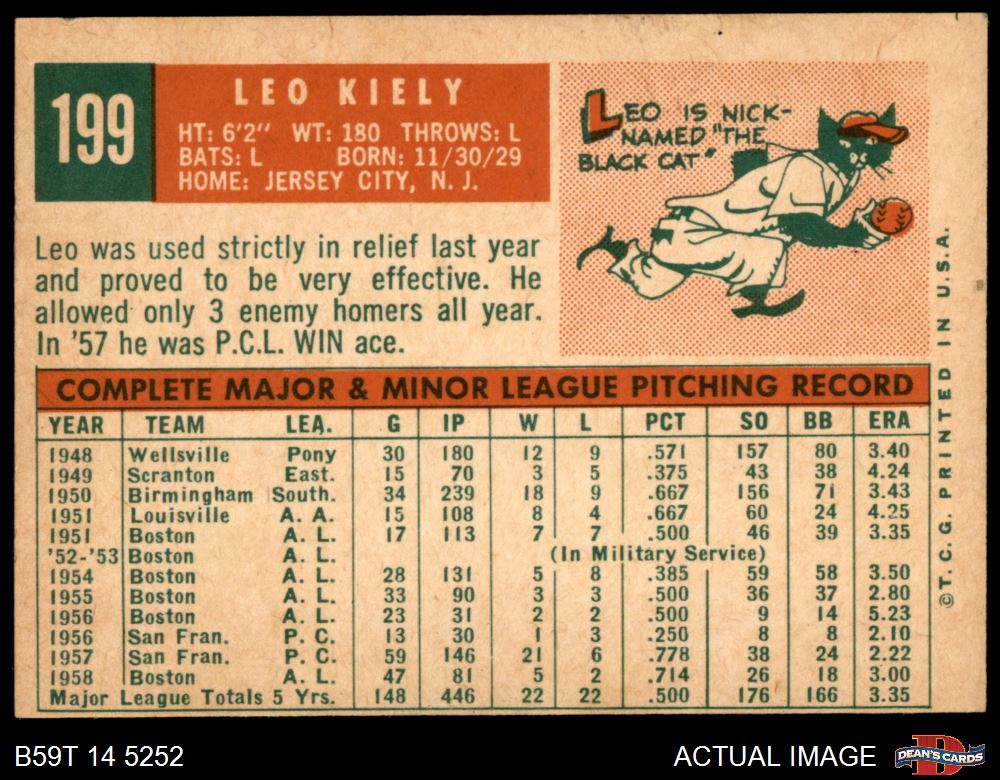 199
LEO KIELY
HT: 6'2" WT: 180 THROWS: L
BATS: L BORN: 11/30/29
HOME: JERSEY CITY, N. J.
LEO IS NICK-
NAMED "THE
BLACK CAT"
Leo was used strictly in relief last year
and proved to be very effective. He
allowed only 3 enemy homers all year.
In '57 he was P.C.L. WIN ace.
COMPLETE MAJOR & MINOR LEAGUE PITCHING RECORD
YEAR TEAM LEA. G IP W L PCT SO BB ERA
1948 Wellsville Pony 30 180 12 9 .571 157 80 3.40
1949 Scranton East. 15 70 3 5 .375 43 38 4.24
1950 Birmingham South. 34 239 18 9 .667 156 71 3.43
1951 Louisville A. A. 15 108 8 4 .667 60 24 4.25
1951 Boston A. L. 17 113 7 7 .500 46 39 3.35
'52-'53 Boston A. L. (In Military Service)
1954 Boston A. L. 28 131 5 8 .385 59 58 3.50
1955 Boston A. L. 33 90 3 3 .500 36 37 2.80
1956 Boston A. L. 23 31 2 2 .500 9 14 5.23
1956 San Fran. P. C. 13 30 1 3 .250 8 8 2.10
1957 San Fran. P. C. 59 146 21 6 .778 38 24 2.22
1958 Boston A. L. 47 81 5 2 .714 26 18 3.00
Major League Totals 5 Yrs. 148 446 22 22 .500 176 166 3.35
©T.C.G. PRINTED IN U.S.A.
B59T 14 5252
ACTUAL IMAGE
D
DEAN'S CARDS